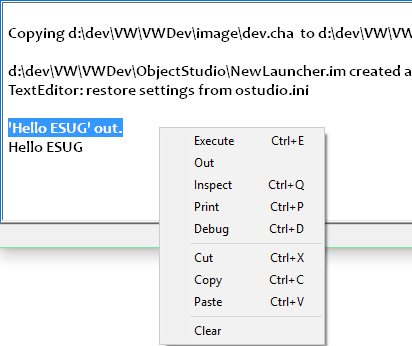 Copying d:\dev\VW\VWDev\image\dev.cha  to d:\dev\VW\VW
d:\dev\VW\VWDev\ObjectStudio\NewLauncher.im created a
TextEditor: restore settings from ostudio.ini
'Hello ESUG' out.
Hello ESUG
Execute Ctrl+E
Out
Inspect Ctrl+Q
Print Ctrl+P
Debug Ctrl+D
Cut Ctrl+X
Copy Ctrl+C
Paste Ctrl+V
Clear